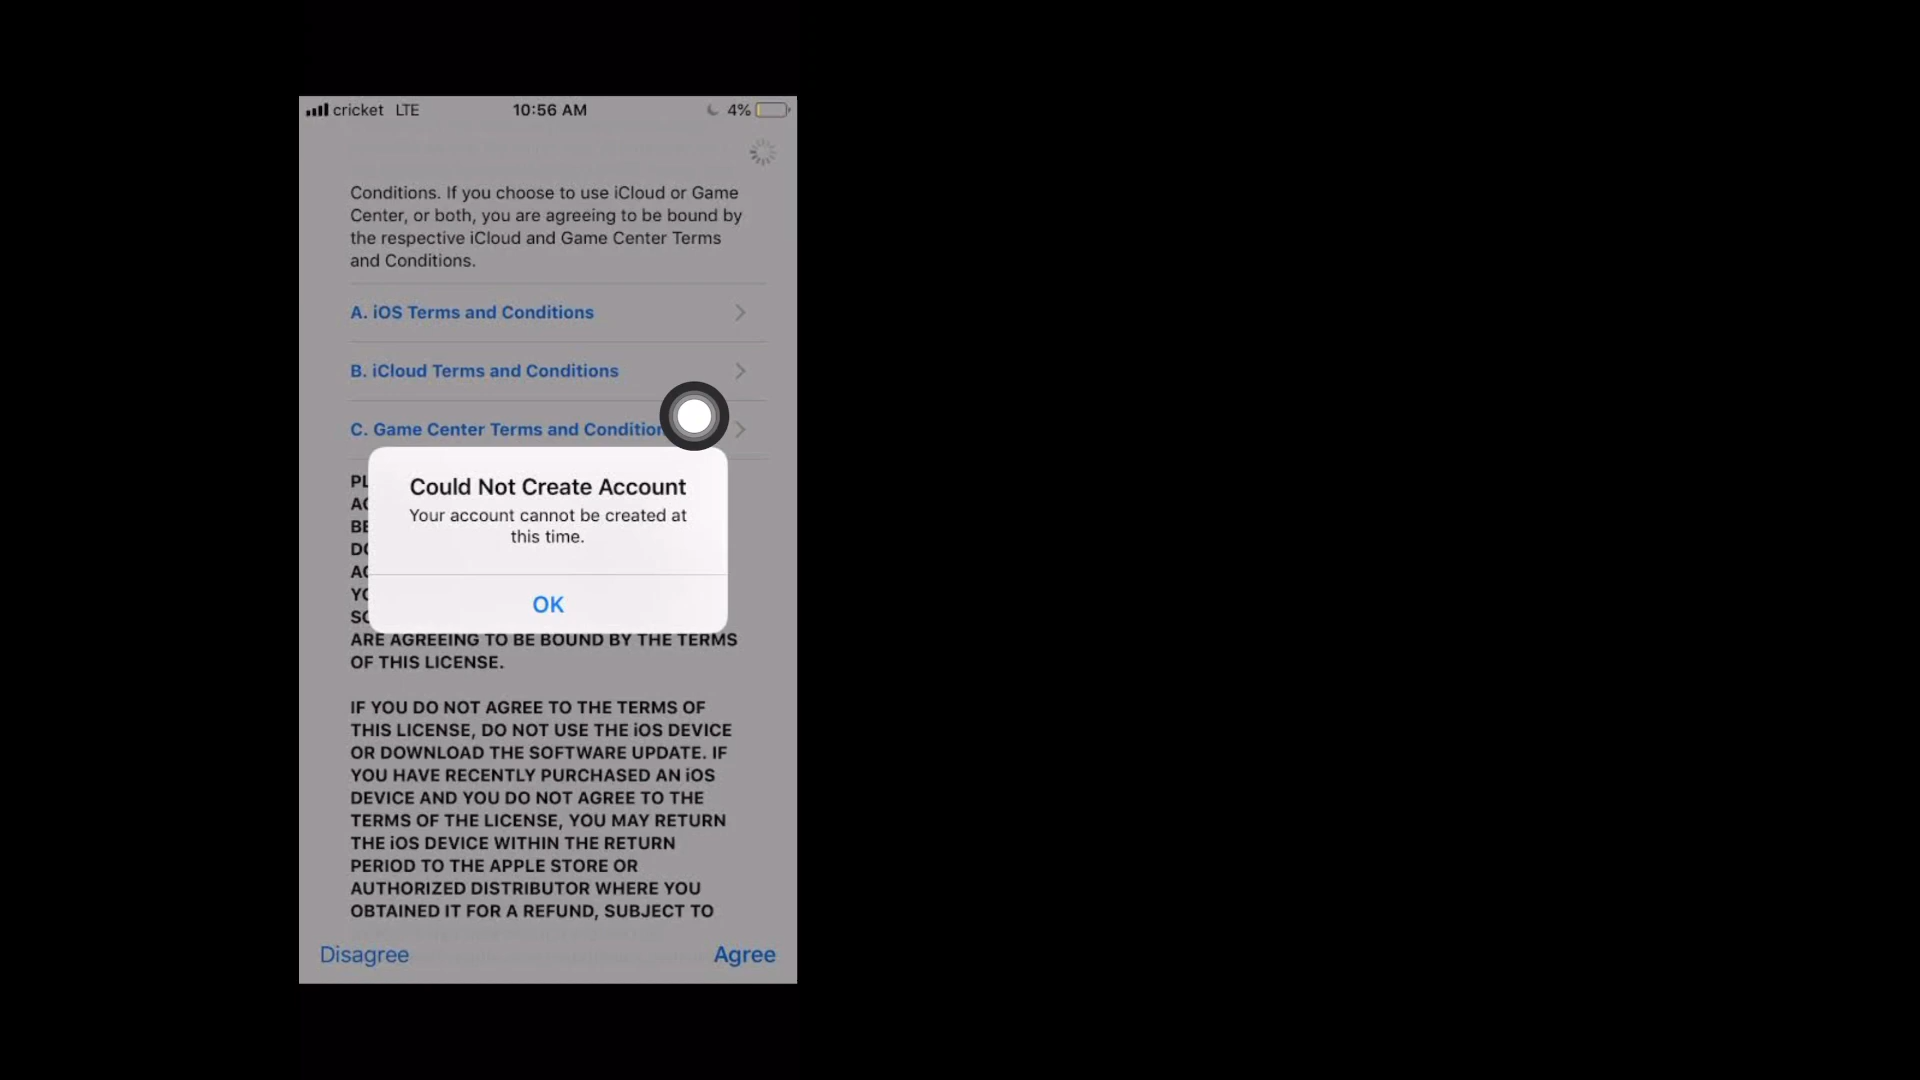 cricket LTE 10:56 AM 4%
Conditions. If you choose to use iCloud or Game
Center, or both, you are agreeing to be bound by
the respective iCloud and Game Center Terms
and Conditions.
A. iOS Terms and Conditions
B. iCloud Terms and Conditions
C. Game Center Terms and
Could Not Create Account
Your account cannot be created at
this time.
OK
ARE AGREEING TO BE BOUND BY THE TERMS
OF THIS LICENSE.
IF YOU DO NOT AGREE TO THE TERMS OF
THIS LICENSE, DO NOT USE THE iOS DEVICE
OR DOWNLOAD THE SOFTWARE UPDATE. IF
YOU HAVE RECENTLY PURCHASED AN iOS
DEVICE AND YOU DO NOT AGREE TO THE
TERMS OF THE LICENSE, YOU MAY RETURN
THE iOS DEVICE WITHIN THE RETURN
PERIOD TO THE APPLE STORE OR
AUTHORIZED DISTRIBUTOR WHERE YOU
OBTAINED IT FOR A REFUND, SUBJECT TO
Disagree Agree